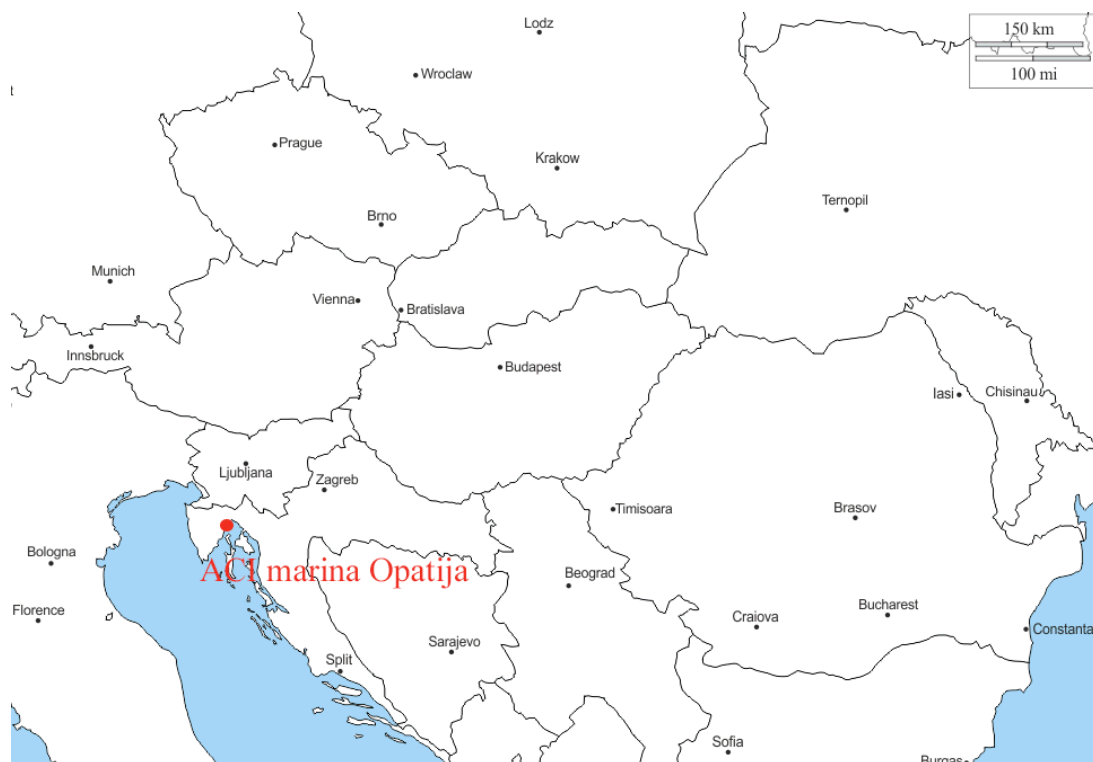 Lodz
150 km
100 mi
Wroclaw
Prague
Krakow
Ternopil
Brno
Munich
Vienna
Bratislava
Innsbruck
Budapest
Iasi
Chisinau
Ljubljana
Zagreb
Timisoara
Brasov
Bologna
ACI marina Opatija
Beograd
Florence
Craiova
Bucharest
Constanta
Sarajevo
Split
Sofia
Burgas